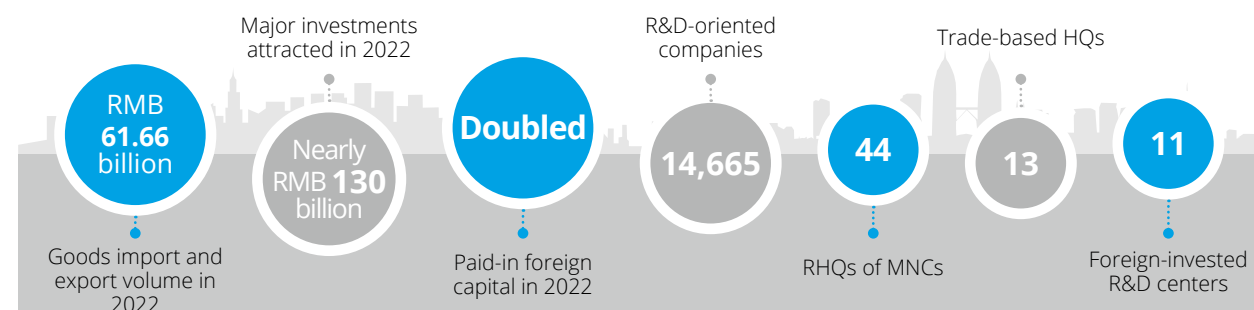 RMB
61.66
billion
Goods import and
export volume in
2022
Major investments
attracted in 2022
Nearly
RMB 130
billion
Doubled
Paid-in foreign
capital in 2022
R&D-oriented
companies
14,665
44
RHQs of MNCs
Trade-based HQs
13
11
Foreign-invested
R&D centers